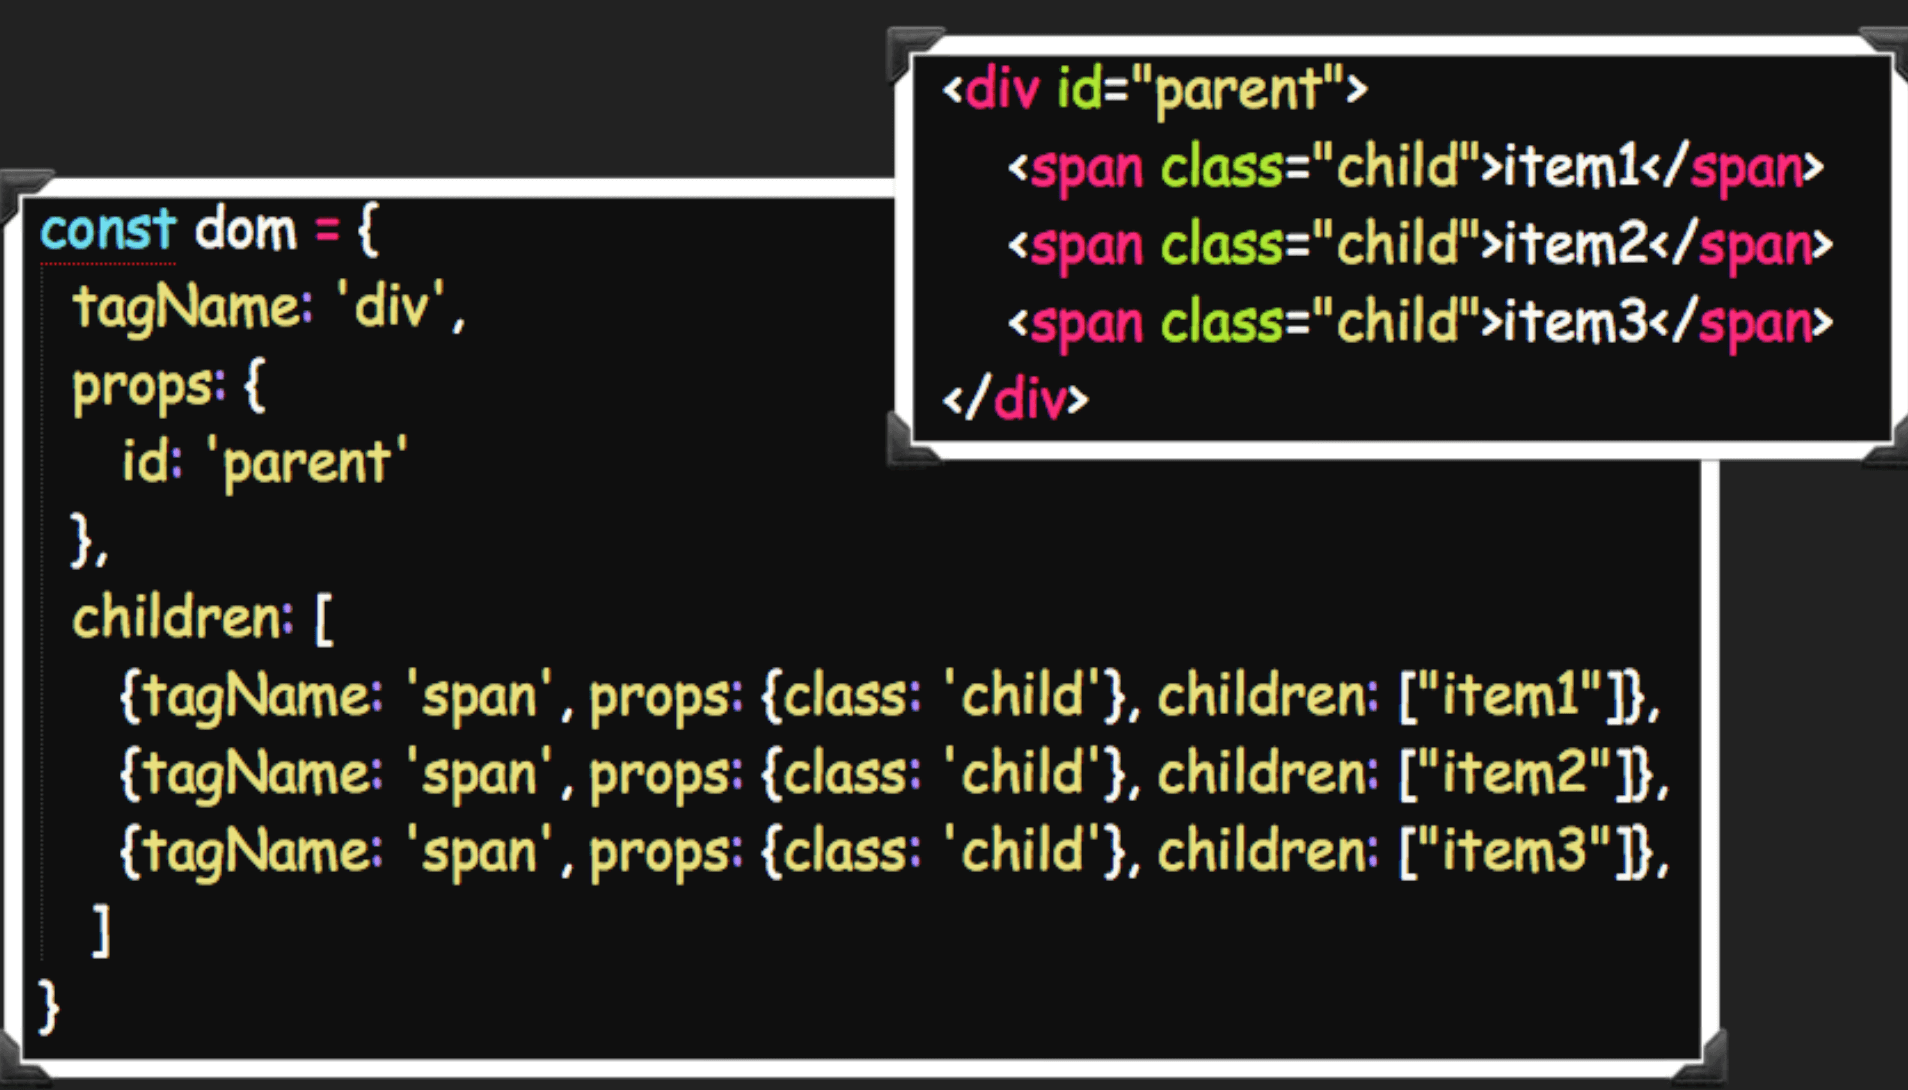 <div id="parent">
<span class="child">item1</span>
<span class="child">item2</span>
<span class="child">item3</span>
</div>
const dom = {
tagName: 'div',
props: {
id: 'parent'
},
children: [
{tagName: 'span', props: {class: 'child'}, children: ["item1"]},
{tagName: 'span', props: {class: 'child'}, children: ["item2"]},
{tagName: 'span', props: {class: 'child'}, children: ["item3"]},
]
}